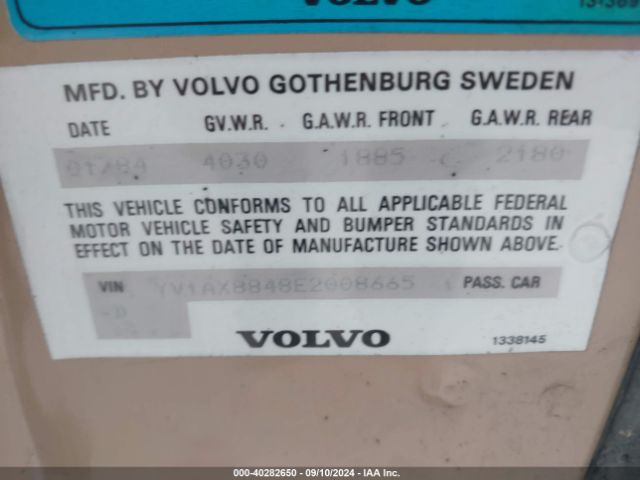 VOLVO
MFD. BY VOLVO GOTHENBURG SWEDEN
DATE GV.W.R. G.A.W.R. FRONT G.A.W.R. REAR
01/84 4030 1885 2180
THIS VEHICLE CONFORMS TO ALL APPLICABLE FEDERAL
MOTOR VEHICLE SAFETY AND BUMPER STANDARDS IN
EFFECT ON THE DATE OF MANUFACTURE SHOWN ABOVE.
VIN YV1AX8848E2008665 PASS. CAR
-D
VOLVO 1338145
000-40282650 - 09/10/2024 - IAA Inc.